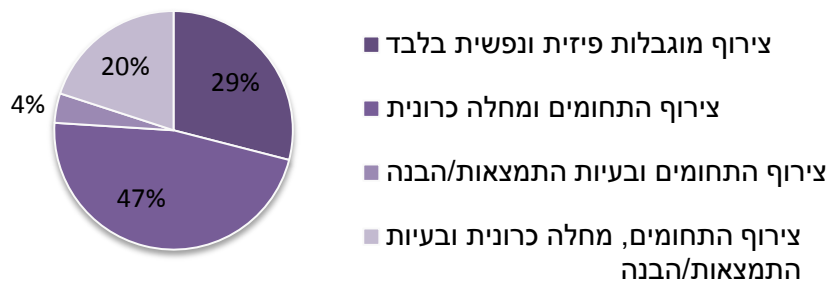 20%
29%
4%
47%
צירוף מוגבלות פיזית ונפשית בלבד
צירוף התחומים ומחלה כרונית
צירוף התחומים ובעיות התמצאות/הבנה
צירוף התחומים, מחלה כרונית ובעיות
התמצאות/הבנה